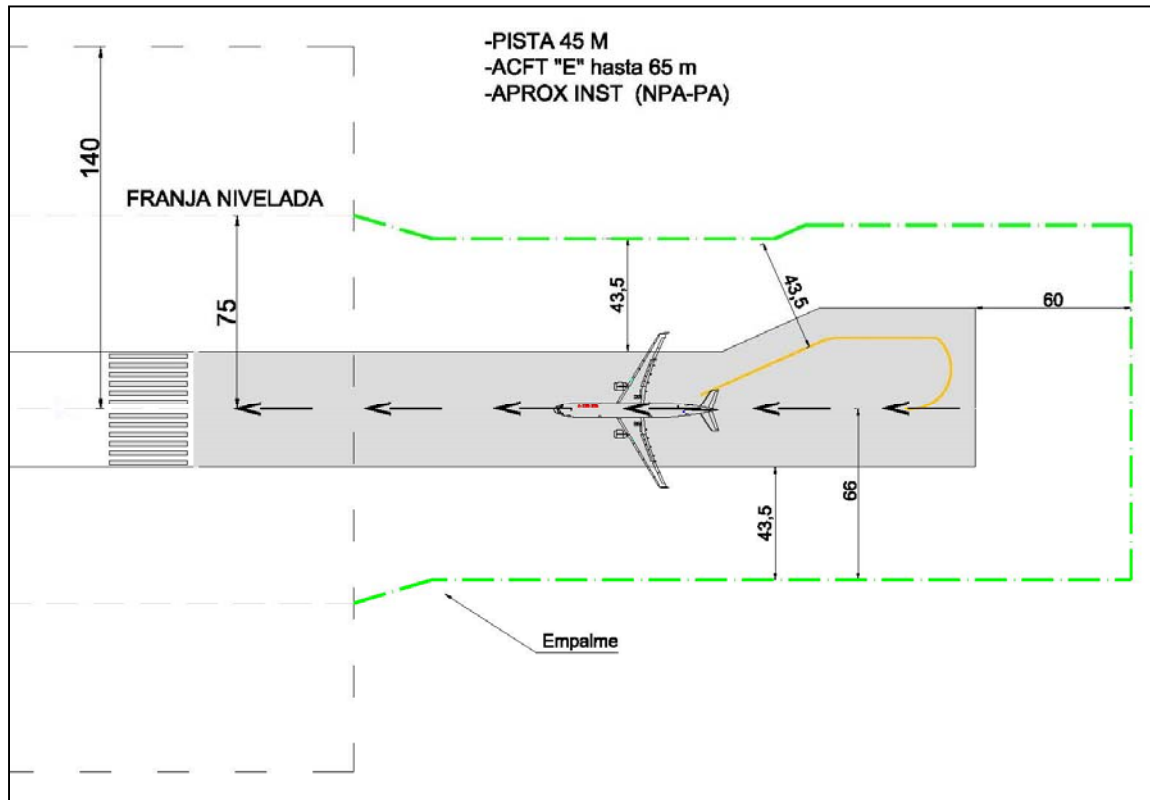 -PISTA 45 M
-ACFT "E" hasta 65 m
-APROX INST (NPA-PA)
140
FRANJA NIVELADA
75
43,5
43,5
60
66
43,5
Empalme